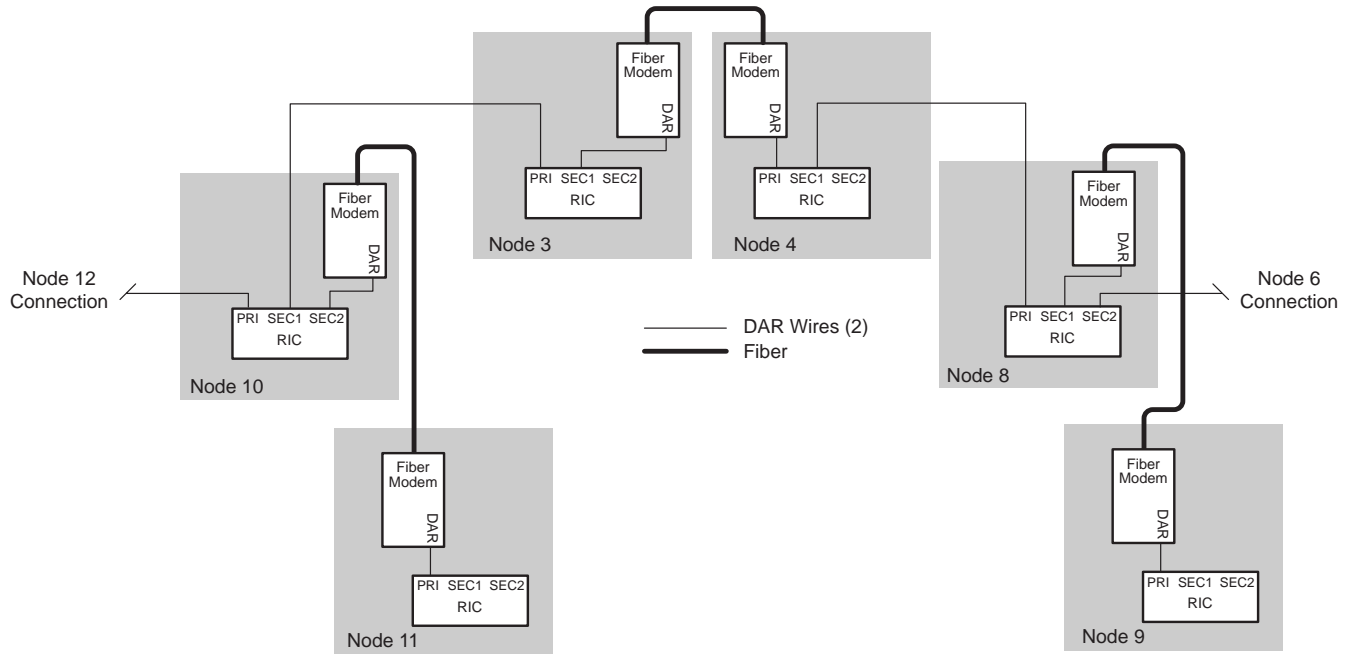 Fiber
Modem
DAR
PRI SEC1 SEC2
RIC
Node 3
Fiber
Modem
DAR
PRI SEC1 SEC2
RIC
Node 4
Fiber
Modem
DAR
PRI SEC1 SEC2
RIC
Node 10
Node 12
Connection
Fiber
Modem
DAR
PRI SEC1 SEC2
RIC
Node 8
Node 6
Connection
DAR Wires (2)
Fiber
Fiber
Modem
DAR
PRI SEC1 SEC2
RIC
Node 11
Fiber
Modem
DAR
PRI SEC1 SEC2
RIC
Node 9